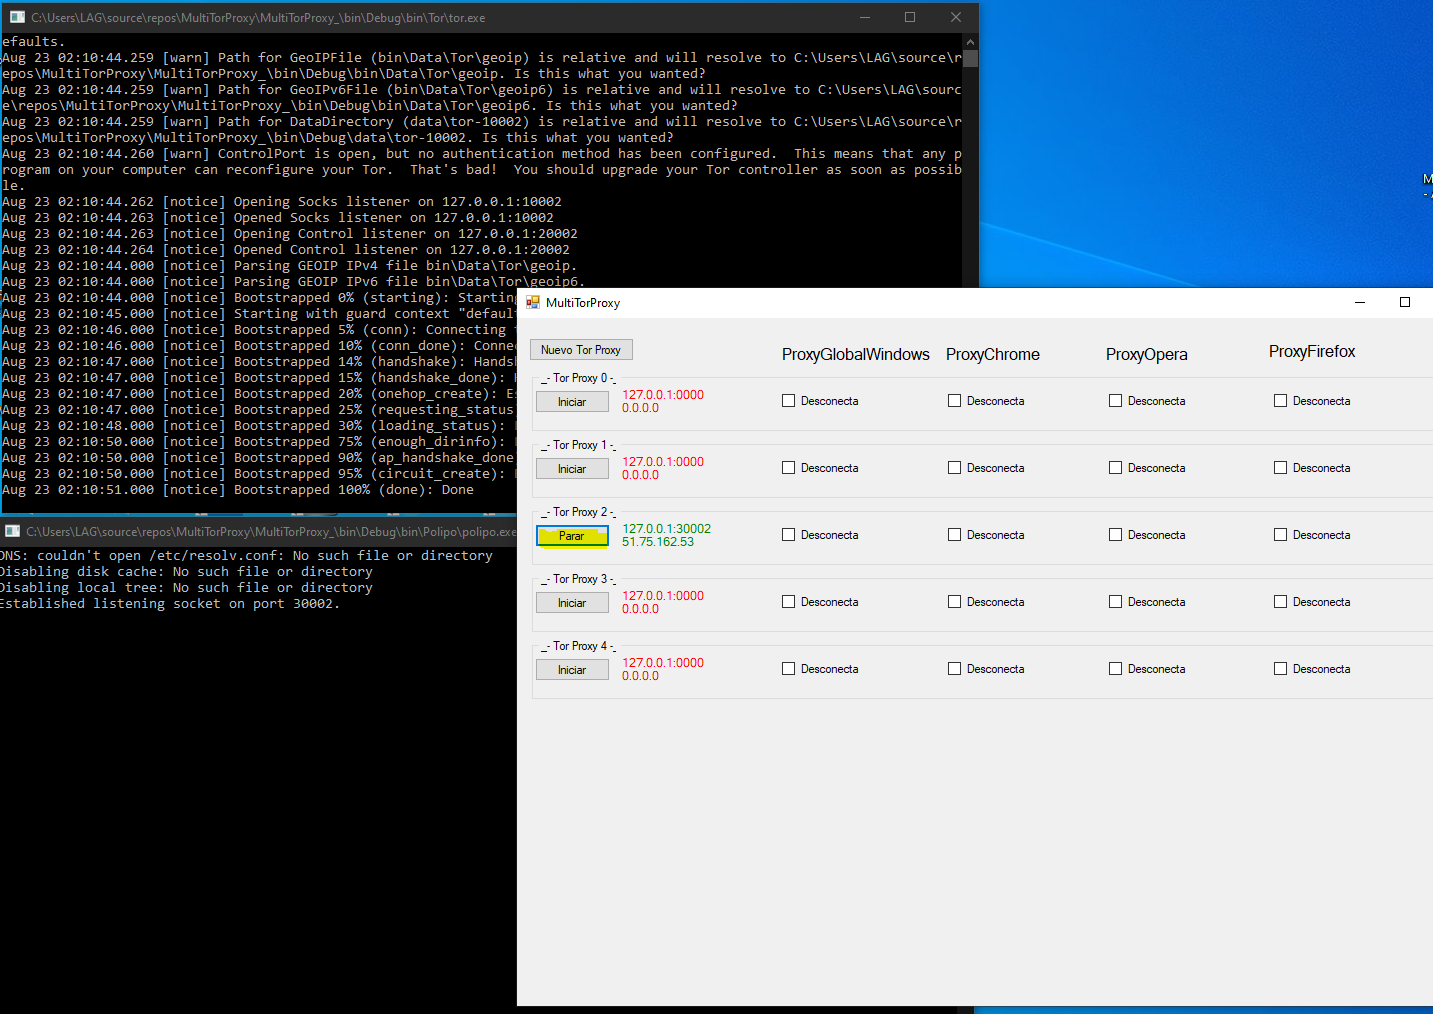 C:\Users\LAG\source\repos\MultiTorProxy\MultiTorProxy_\bin\Debug\bin\Tor\tor.exe
efaults.
Aug 23 02:10:44.259 [warn] Path for GeoIPFile (bin\Data\Tor\geoip) is relative and will resolve to C:\Users\LAG\source\r
epos\MultiTorProxy\MultiTorProxy_\bin\Debug\bin\Data\Tor\geoip. Is this what you wanted?
Aug 23 02:10:44.259 [warn] Path for GeoIPv6File (bin\Data\Tor\geoip6) is relative and will resolve to C:\Users\LAG\sourc
e\repos\MultiTorProxy\MultiTorProxy_\bin\Debug\bin\Data\Tor\geoip6. Is this what you wanted?
Aug 23 02:10:44.259 [warn] Path for DataDirectory (data\tor-10002) is relative and will resolve to C:\Users\LAG\source\r
epos\MultiTorProxy\MultiTorProxy_\bin\Debug\data\tor-10002. Is this what you wanted?
Aug 23 02:10:44.260 [warn] ControlPort is open, but no authentication method has been configured.  This means that any p
rogram on your computer can reconfigure your Tor.  That's bad!  You should upgrade your Tor controller as soon as possib
le.
Aug 23 02:10:44.262 [notice] Opening Socks listener on 127.0.0.1:10002
Aug 23 02:10:44.263 [notice] Opened Socks listener on 127.0.0.1:10002
Aug 23 02:10:44.263 [notice] Opening Control listener on 127.0.0.1:20002
Aug 23 02:10:44.264 [notice] Opened Control listener on 127.0.0.1:20002
Aug 23 02:10:44.000 [notice] Parsing GEOIP IPv4 file bin\Data\Tor\geoip.
Aug 23 02:10:44.000 [notice] Parsing GEOIP IPv6 file bin\Data\Tor\geoip6.
Aug 23 02:10:44.000 [notice] Bootstrapped 0% (starting): Starting
Aug 23 02:10:45.000 [notice] Starting with guard context "defaul
Aug 23 02:10:46.000 [notice] Bootstrapped 5% (conn): Connecting
Aug 23 02:10:46.000 [notice] Bootstrapped 10% (conn_done): Connec
Aug 23 02:10:47.000 [notice] Bootstrapped 14% (handshake): Hands
Aug 23 02:10:47.000 [notice] Bootstrapped 15% (handshake_done):
Aug 23 02:10:47.000 [notice] Bootstrapped 20% (onehop_create): Es
Aug 23 02:10:47.000 [notice] Bootstrapped 25% (requesting_status
Aug 23 02:10:48.000 [notice] Bootstrapped 30% (loading_status):
Aug 23 02:10:50.000 [notice] Bootstrapped 75% (enough_dirinfo):
Aug 23 02:10:50.000 [notice] Bootstrapped 90% (ap_handshake_done
Aug 23 02:10:50.000 [notice] Bootstrapped 95% (circuit_create):
Aug 23 02:10:51.000 [notice] Bootstrapped 100% (done): Done
C:\Users\LAG\source\repos\MultiTorProxy\MultiTorProxy_\bin\Debug\bin\Polipo\polipo.exe
DNS: couldn't open /etc/resolv.conf: No such file or directory
Disabling disk cache: No such file or directory
Disabling local tree: No such file or directory
Established listening socket on port 30002.
MultiTorProxy
Nuevo Tor Proxy
ProxyGlobalWindows ProxyChrome ProxyOpera ProxyFirefox
_- Tor Proxy 0 -_
Iniciar 127.0.0.1:0000 Desconecta Desconecta Desconecta Desconecta
0.0.0.0
_- Tor Proxy 1 -_
Iniciar 127.0.0.1:0000 Desconecta Desconecta Desconecta Desconecta
0.0.0.0
_- Tor Proxy 2 -_
Parar 127.0.0.1:30002 Desconecta Desconecta Desconecta Desconecta
51.75.162.53
_- Tor Proxy 3 -_
Iniciar 127.0.0.1:0000 Desconecta Desconecta Desconecta Desconecta
0.0.0.0
_- Tor Proxy 4 -_
Iniciar 127.0.0.1:0000 Desconecta Desconecta Desconecta Desconecta
0.0.0.0